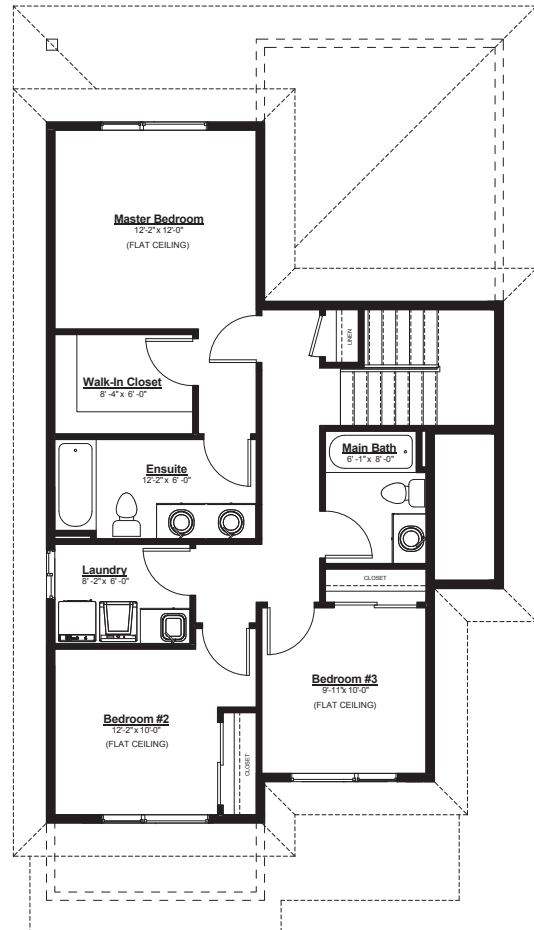 Master Bedroom
12'-2" x 12'-0"
(FLAT CEILING)
LINEN
Walk-In Closet
8' -4" x 6' -0"
Main Bath
6' -1" x 8' -0"
Ensuite
12'-2" x 6' -0"
Laundry
8' -2" x 6' -0"
CLOSET
Bedroom #3
9'-11"x 10'-0"
(FLAT CEILING)
Bedroom #2
12'-2" x 10'-0"
(FLAT CEILING)
CLOSET